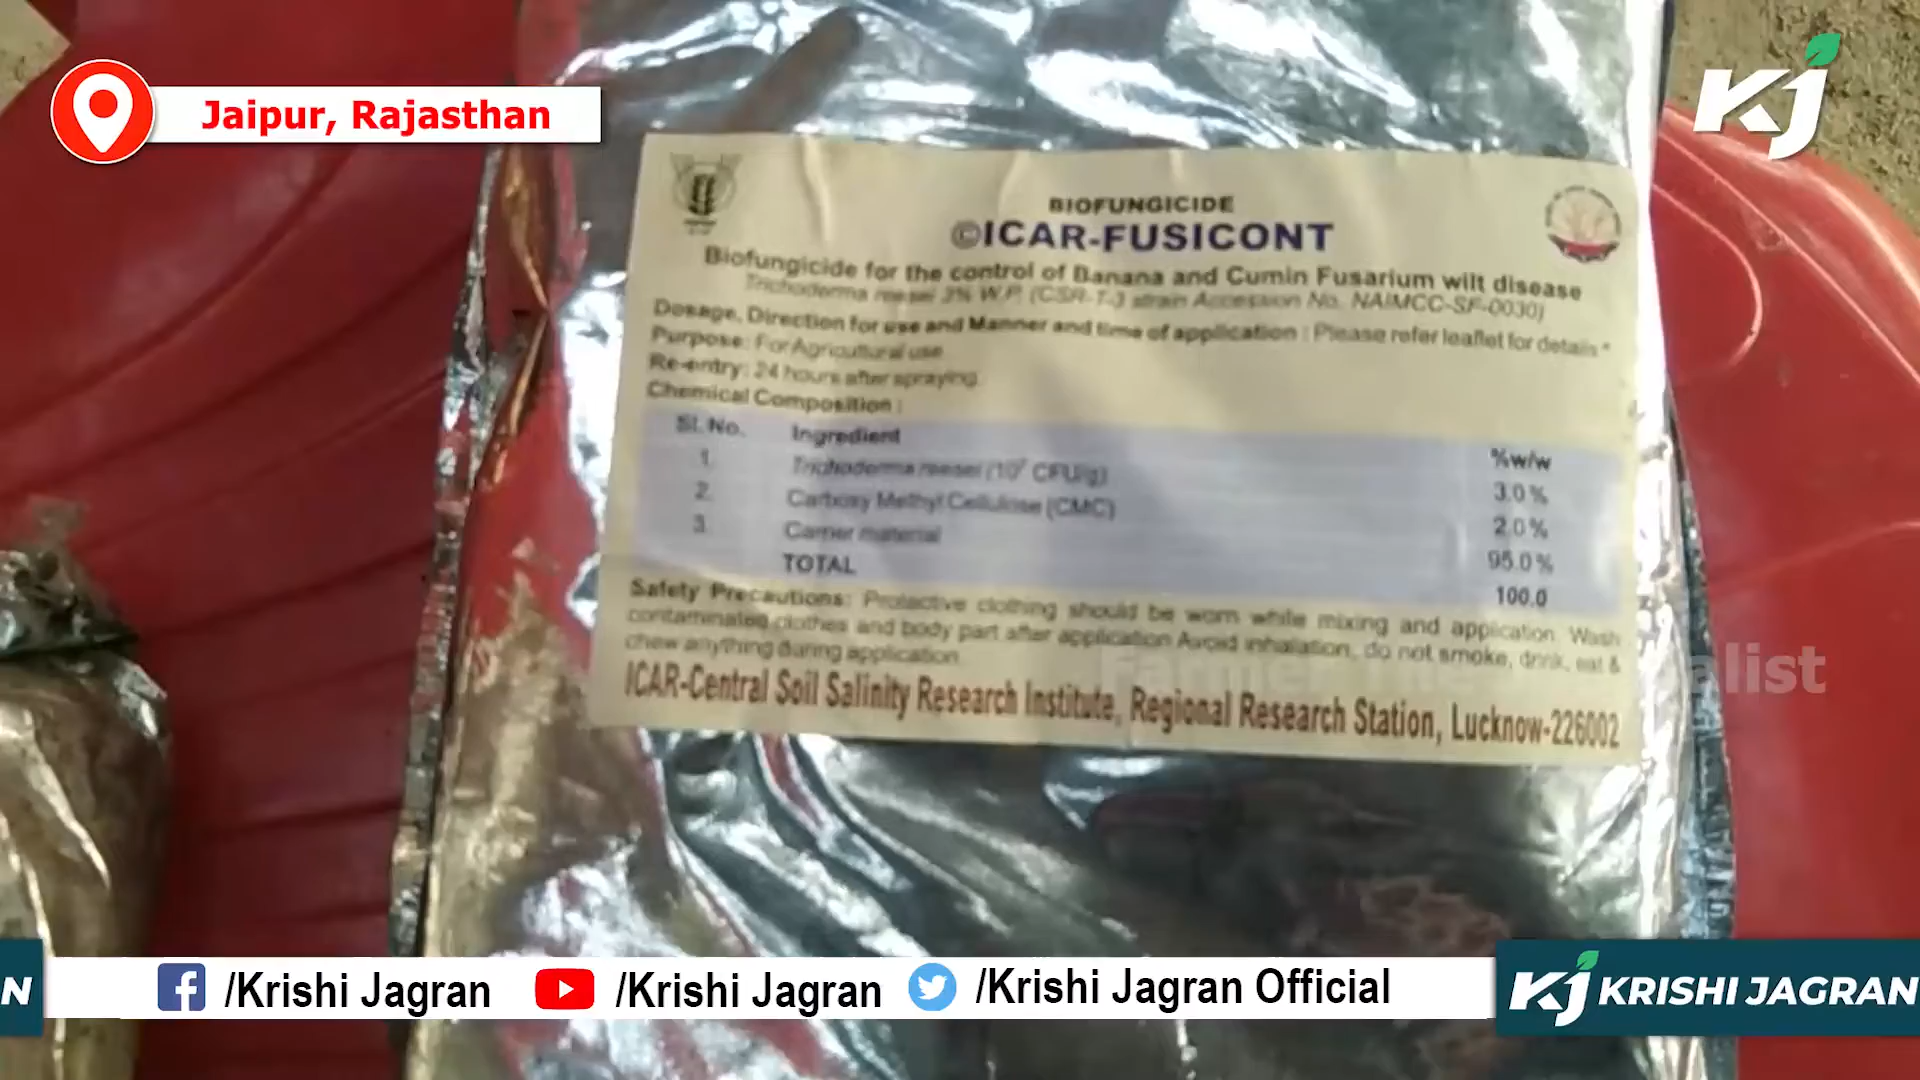 Jaipur, Rajasthan
KJ
BIOFUNGICIDE
©ICAR-FUSICONT
Biofungicide for the control of Banana and Cumin Fusarium wilt disease
Trichoderma reesei 3% W.P. (CSR-T-3 strain Accession No. NAIMCC-SF-0030)
Dosage, Direction for use and Manner and time of application : Please refer leaflet for details *
Purpose: For Agricultural use
Re-entry: 24 hours after spraying.
Chemical Composition :
Sl. No. Ingredient %w/w
1. Trichoderma reesei (10⁷ CFU/g) 3.0%
2. Carboxy Methyl Cellulose (CMC) 2.0%
3. Carrier material 95.0%
TOTAL 100.0
Safety Precautions: Protective clothing should be worn while mixing and application. Wash
contaminated clothes and body part after application Avoid inhalation, do not smoke, drink, eat &
chew anything during application.
Farmer The alist
ICAR-Central Soil Salinity Research Institute, Regional Research Station, Lucknow-226002
N /Krishi Jagran /Krishi Jagran /Krishi Jagran Official KJ KRISHI JAGRAN